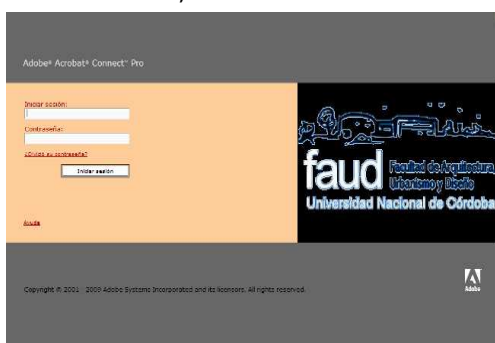 Adobe® Acrobat® Connect™ Pro
Iniciar sesión:
Contraseña:
¿Olvidó su contraseña?
Iniciar sesión
Ayuda
faud
Facultad de Arquitectura
Urbanismo y Diseño
Universidad Nacional de Córdoba
Copyright © 2001 - 2009 Adobe Systems Incorporated and its licensors. All rights reserved.
Adobe